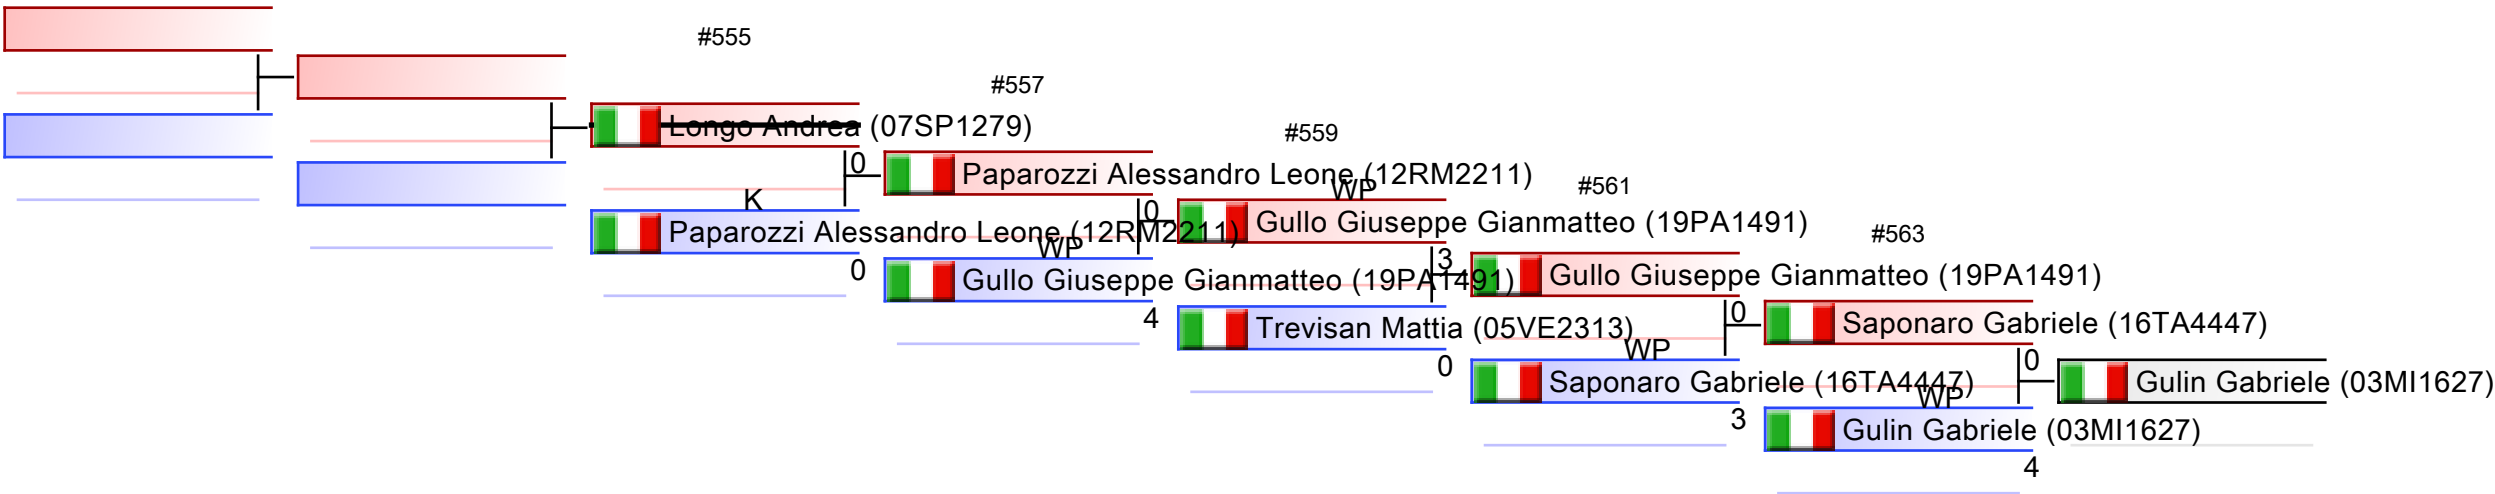 #555
#557
Longo Andrea (07SP1279)
#559
0
Paparozzi Alessandro Leone (12RM2211)
K
WP
#561
Paparozzi Alessandro Leone (12RM2211)
0
Gullo Giuseppe Gianmatteo (19PA1491)
WP
#563
0
Gullo Giuseppe Gianmatteo (19PA1491)
3
Gullo Giuseppe Gianmatteo (19PA1491)
4
Trevisan Mattia (05VE2313)
0
Saponaro Gabriele (16TA4447)
WP
0
Saponaro Gabriele (16TA4447)
0
Gulin Gabriele (03MI1627)
WP
3
Gulin Gabriele (03MI1627)
4